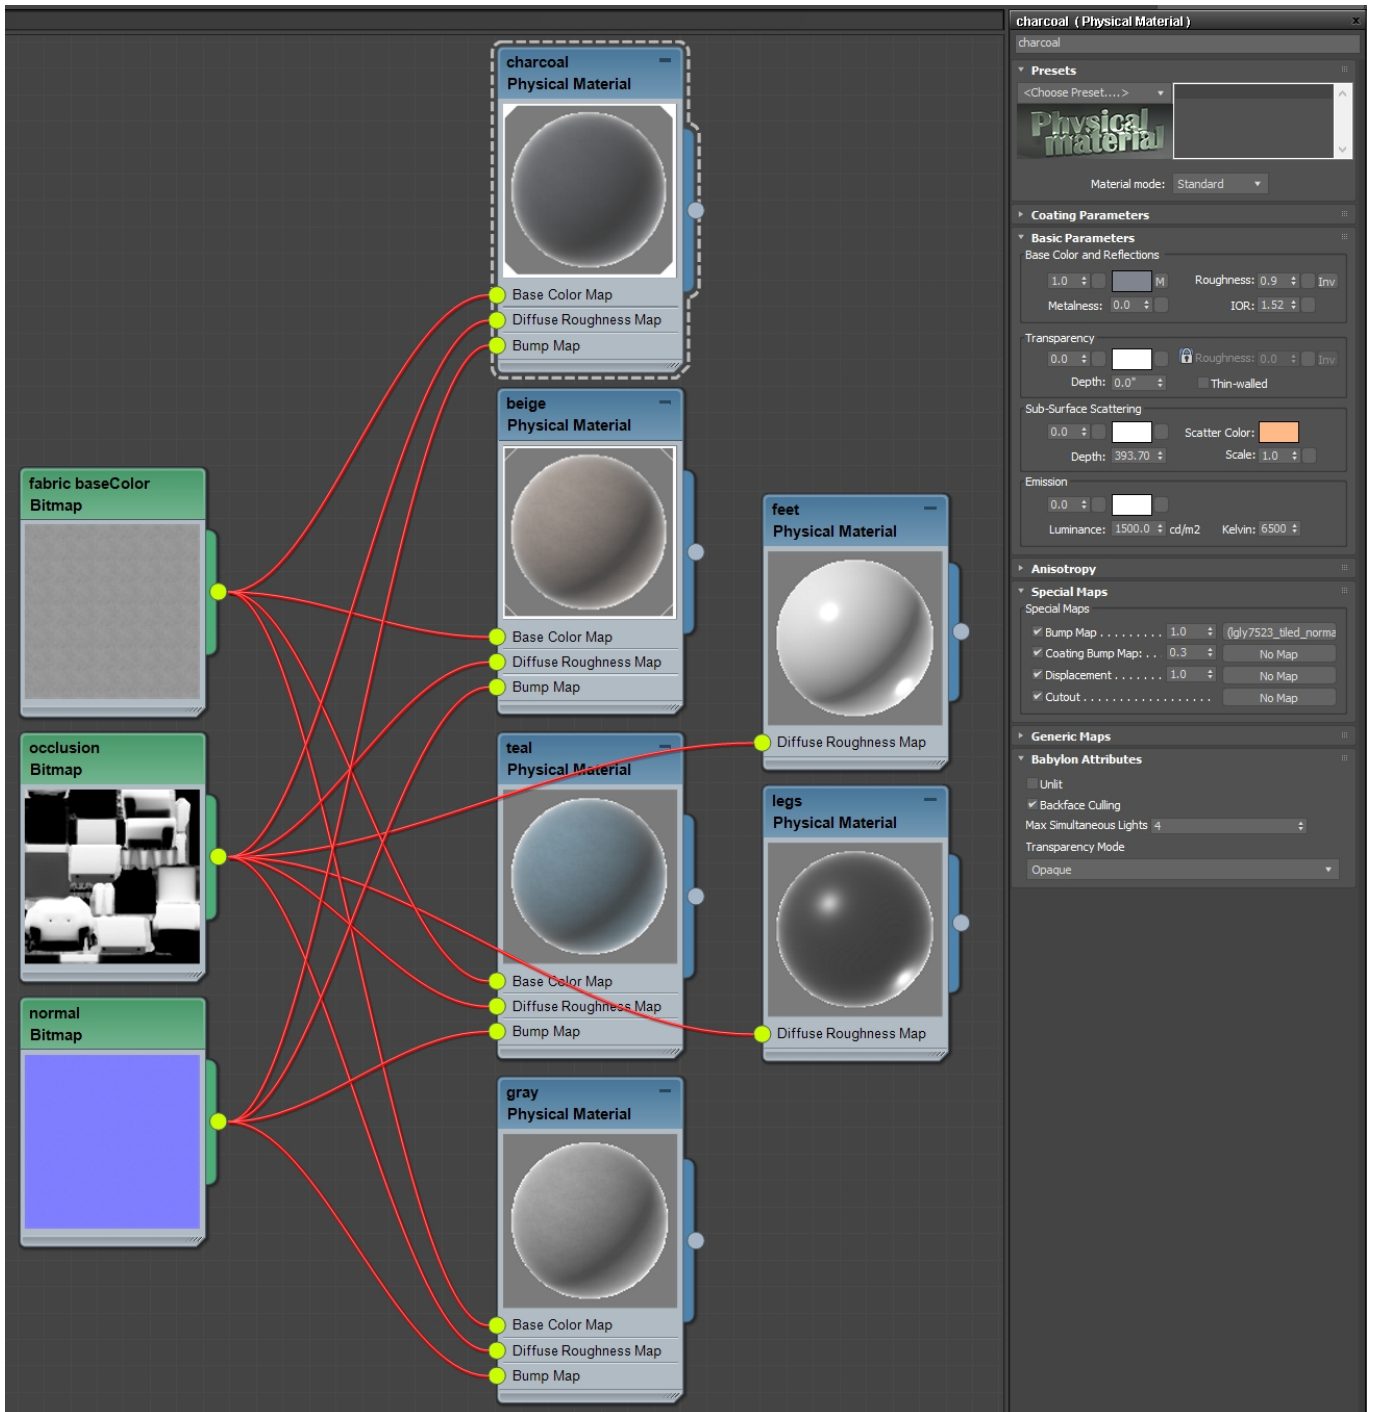 charcoal
Physical Material
Base Color Map
Diffuse Roughness Map
Bump Map
beige
Physical Material
Base Color Map
Diffuse Roughness Map
Bump Map
fabric baseColor
Bitmap
occlusion
Bitmap
normal
Bitmap
teal
Physical Material
Base Color Map
Diffuse Roughness Map
Bump Map
gray
Physical Material
Base Color Map
Diffuse Roughness Map
Bump Map
feet
Physical Material
Diffuse Roughness Map
legs
Physical Material
Diffuse Roughness Map
charcoal ( Physical Material )
charcoal
Presets
<Choose Preset....>
Physical
material
Material mode: Standard
Coating Parameters
Basic Parameters
Base Color and Reflections
1.0 M Roughness: 0.9 Inv
Metalness: 0.0 IOR: 1.52
Transparency
0.0 Roughness: 0.0 Inv
Depth: 0.0" Thin-walled
Sub-Surface Scattering
0.0 Scatter Color:
Depth: 393.70 Scale: 1.0
Emission
0.0
Luminance: 1500.0 cd/m2 Kelvin: 6500
Anisotropy
Special Maps
Special Maps
Bump Map . . . . . . . . . 1.0 (lgly7523_tiled_norma
Coating Bump Map: . . 0.3 No Map
Displacement . . . . . . . 1.0 No Map
Cutout . . . . . . . . . . . . . . . . . . No Map
Generic Maps
Babylon Attributes
Unlit
Backface Culling
Max Simultaneous Lights 4
Transparency Mode
Opaque